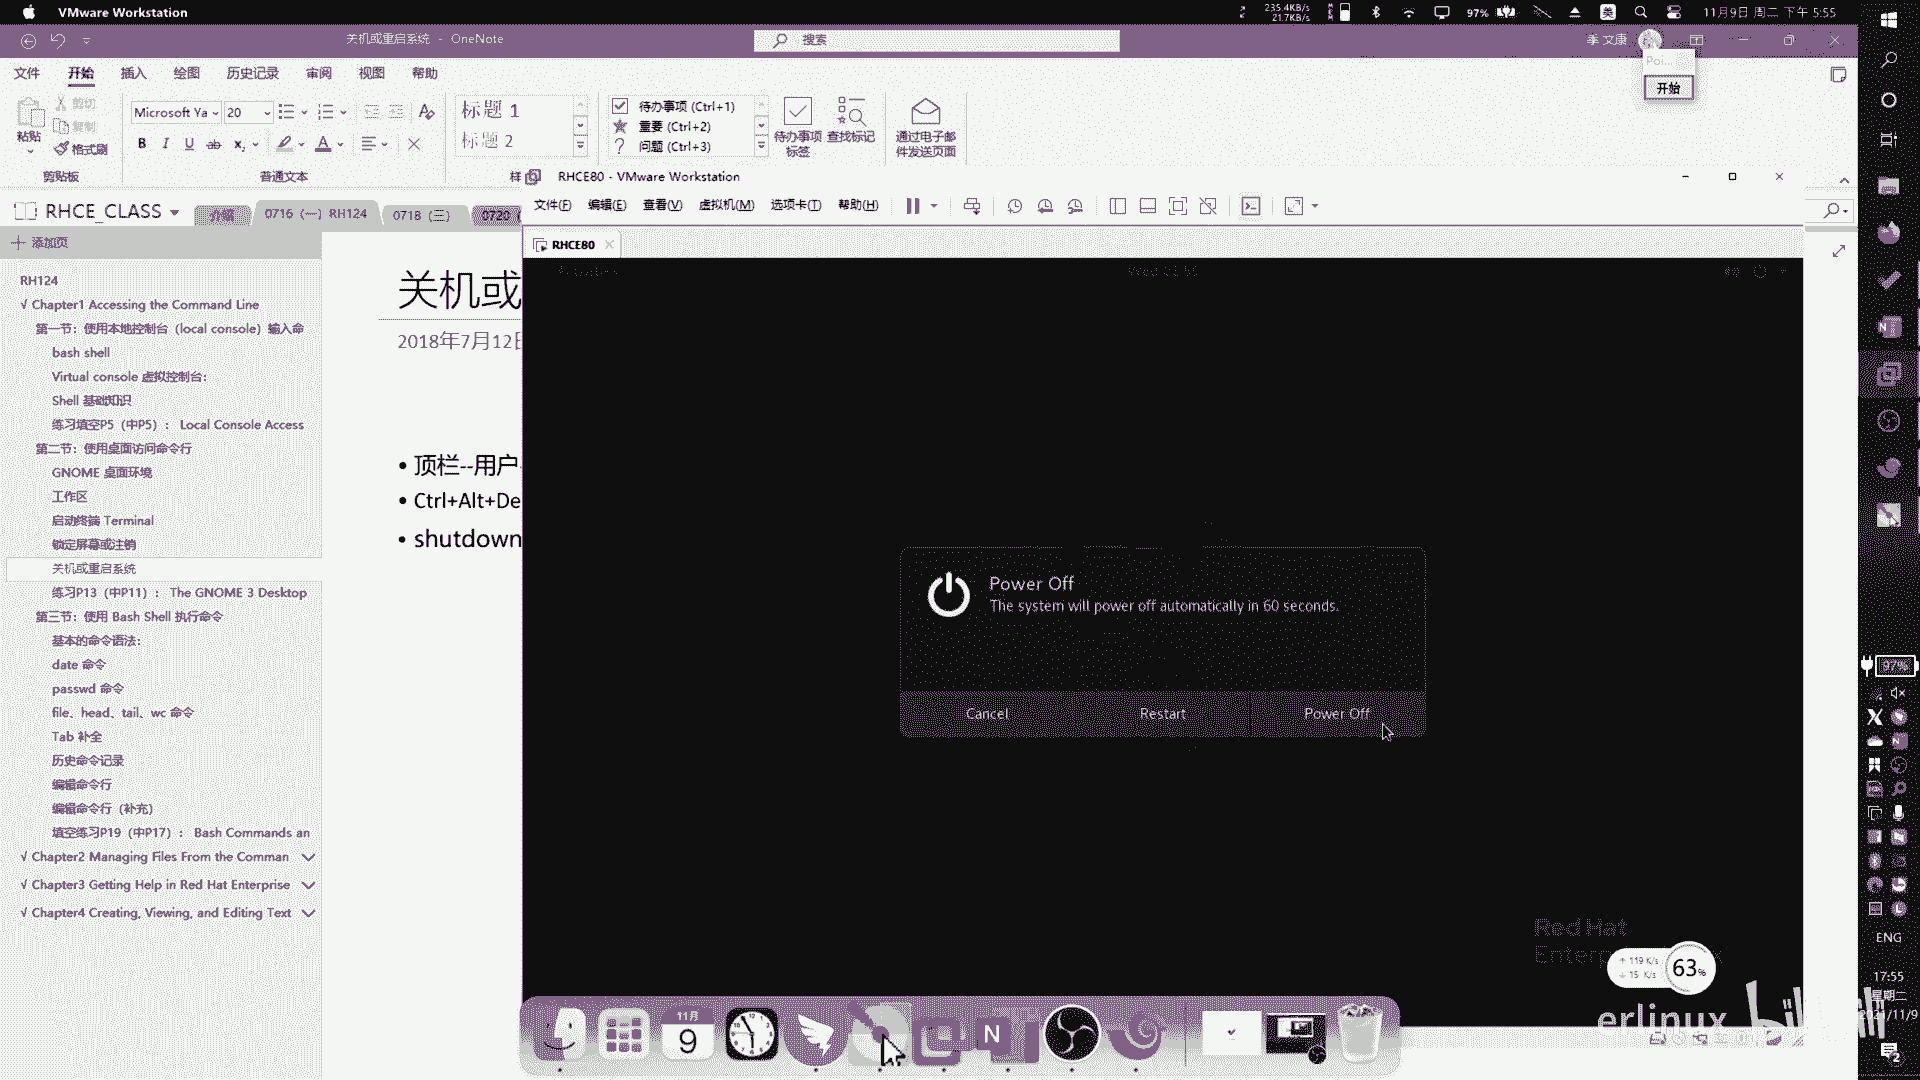 VMware Workstation
235.4KB/s
21.7KB/s
97%
美
11月9日 周二 下午 5:55
关机或重启系统 - OneNote
搜索
季 文康
文件
开始
插入
绘图
历史记录
审阅
视图
帮助
Poi...
开始
粘贴
剪切
复制
格式刷
剪贴板
Microsoft Ya
20
B I U ab x
A
普通文本
标题 1
标题 2
样
待办事项 (Ctrl+1)
重要 (Ctrl+2)
问题 (Ctrl+3)
待办事项
标签
查找标记
通过电子邮
件发送页面
RHCE80 - VMware Workstation
文件(F)
编辑(E)
查看(V)
虚拟机(M)
选项卡(T)
帮助(H)
RHCE80
RHCE_CLASS
介绍
0716 (一) RH124
0718 (三)
0720
添加页
RH124
√ Chapter1 Accessing the Command Line
第一节：使用本地控制台（local console）输入命
bash shell
Virtual console 虚拟控制台:
Shell 基础知识
练习填空P5（中P5）： Local Console Access
第二节：使用桌面访问命令行
GNOME 桌面环境
工作区
启动终端 Terminal
锁定屏幕或注销
关机或重启系统
练习P13（中P11）： The GNOME 3 Desktop
第三节：使用 Bash Shell 执行命令
基本的命令语法:
date 命令
passwd 命令
file、head、tail、wc 命令
Tab 补全
历史命令记录
编辑命令行
编辑命令行（补充）
填空练习P19（中P17）： Bash Commands an
√ Chapter2 Managing Files From the Comman
√ Chapter3 Getting Help in Red Hat Enterprise
√ Chapter4 Creating, Viewing, and Editing Text
关机或
2018年7月12日
• 顶栏--用户
• Ctrl+Alt+De
• shutdown
Power Off
The system will power off automatically in 60 seconds.
Cancel
Restart
Power Off
Red Hat
119 K/s
15 K/s
63%
erlinux
bilibili
11月
9
N
97%
ENG
17:55
星期二
2021/11/9
2